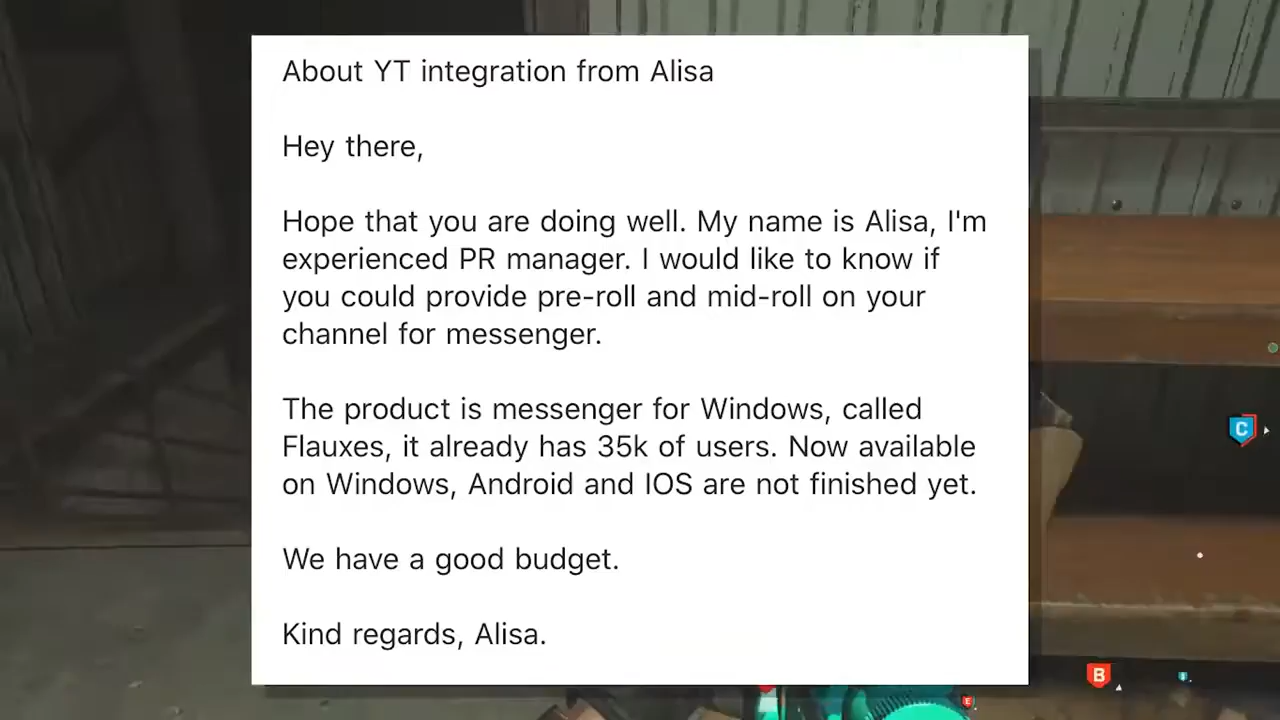 About YT integration from Alisa
Hey there,
Hope that you are doing well. My name is Alisa, I'm
experienced PR manager. I would like to know if
you could provide pre-roll and mid-roll on your
channel for messenger.
The product is messenger for Windows, called
Flauxes, it already has 35k of users. Now available
on Windows, Android and IOS are not finished yet.
We have a good budget.
Kind regards, Alisa.
C
B
E